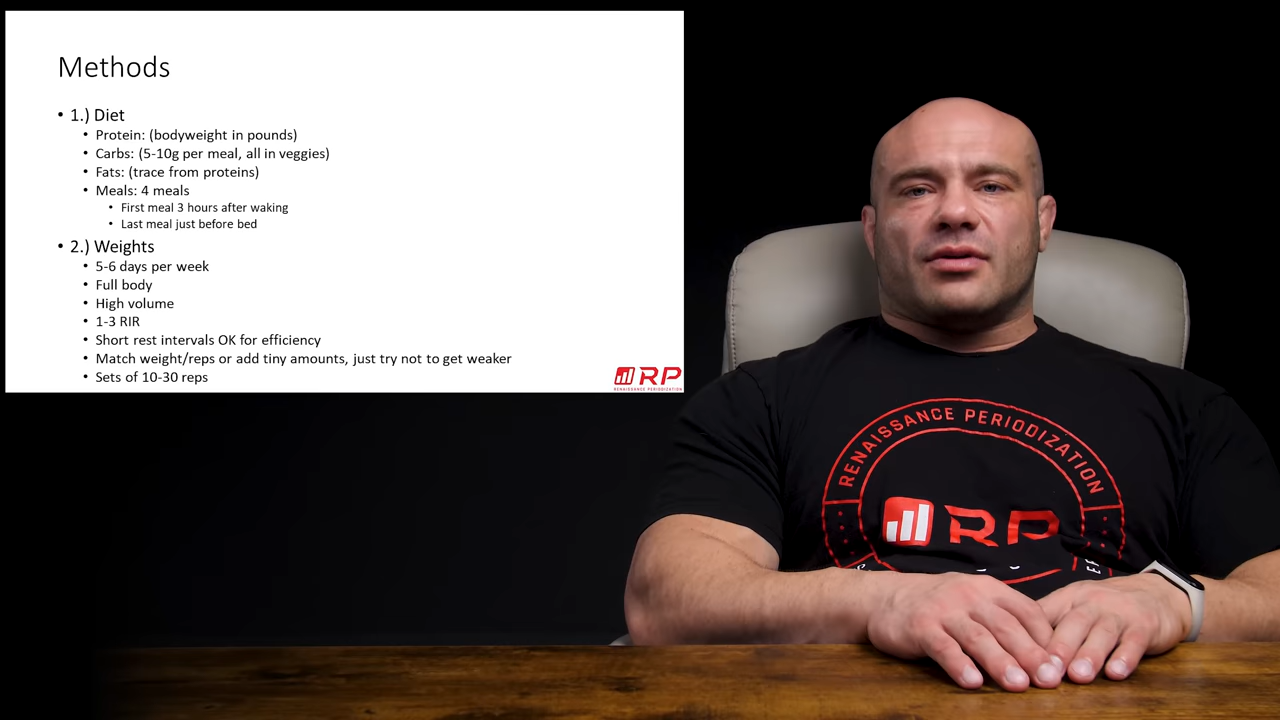 Methods
• 1.) Diet
• Protein: (bodyweight in pounds)
• Carbs: (5-10g per meal, all in veggies)
• Fats: (trace from proteins)
• Meals: 4 meals
• First meal 3 hours after waking
• Last meal just before bed
• 2.) Weights
• 5-6 days per week
• Full body
• High volume
• 1-3 RIR
• Short rest intervals OK for efficiency
• Match weight/reps or add tiny amounts, just try not to get weaker
• Sets of 10-30 reps
RP
RENAISSANCE PERIODIZATION
RENAISSANCE PERIODIZATION
RP